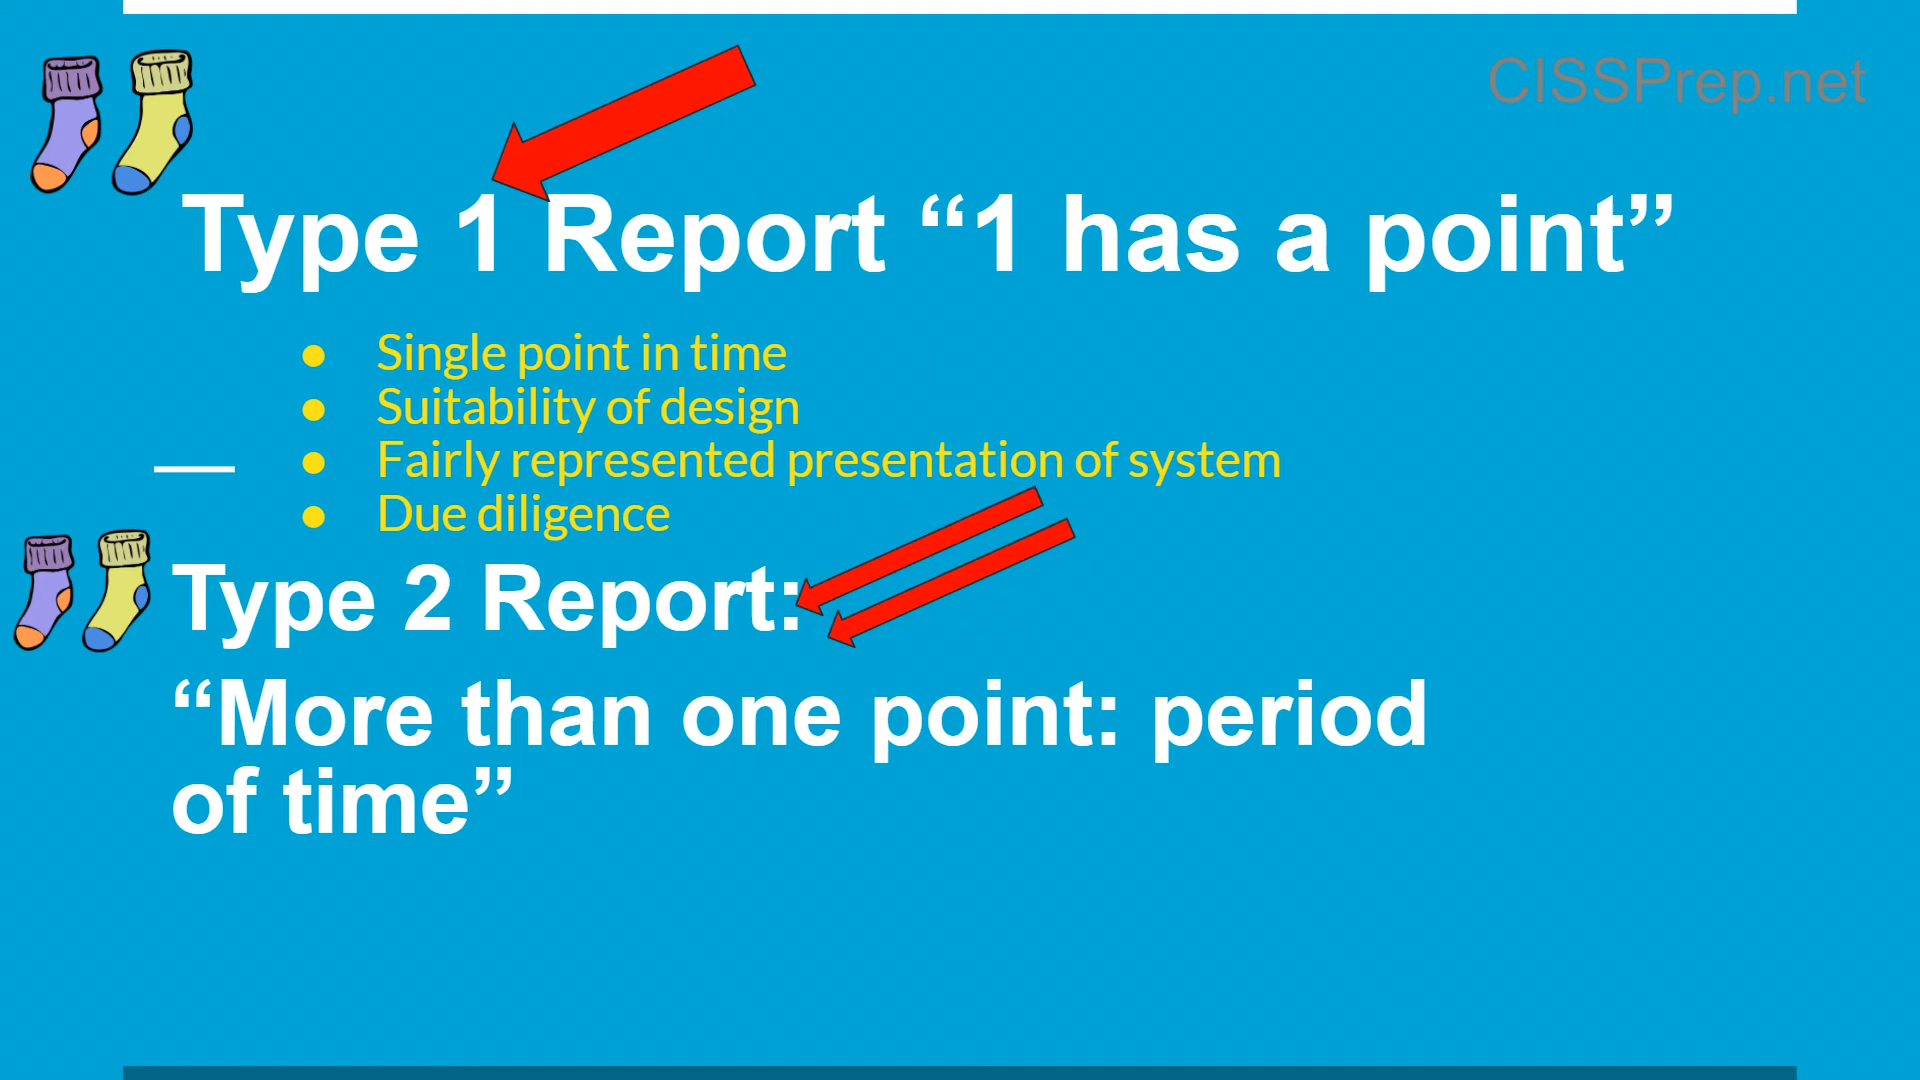 CISSPrep.net
Type 1 Report “1 has a point”
● Single point in time
● Suitability of design
● Fairly represented presentation of system
● Due diligence
Type 2 Report:
“More than one point: period
of time”